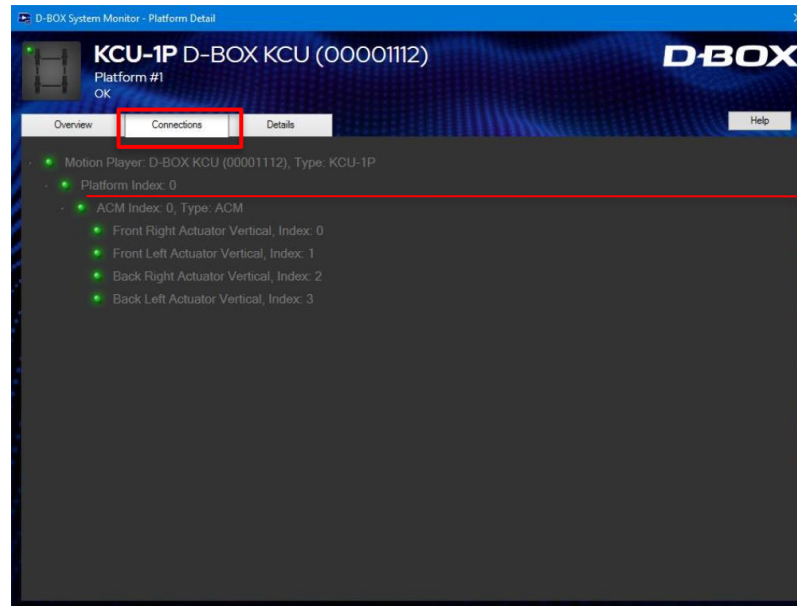 D-BOX System Monitor - Platform Detail
KCU-1P D-BOX KCU (00001112)
D-BOX
Platform #1
OK
Overview
Connections
Details
Help
Motion Player: D-BOX KCU (00001112), Type: KCU-1P
Platform Index: 0
ACM Index: 0, Type: ACM
Front Right Actuator Vertical, Index: 0
Front Left Actuator Vertical, Index: 1
Back Right Actuator Vertical, Index: 2
Back Left Actuator Vertical, Index: 3